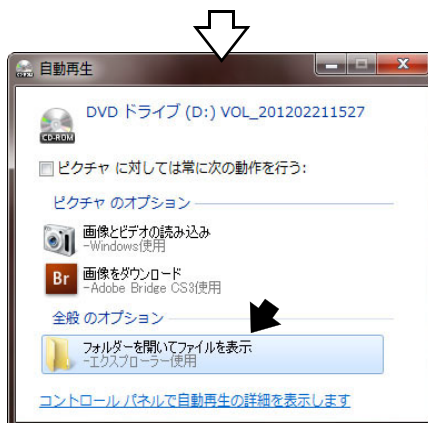 自動再生
DVD ドライブ (D:) VOL_201202211527
CD-ROM
ピクチャ に対しては常に次の動作を行う:
ピクチャ のオプション
画像とビデオの読み込み
-Windows使用
Br
画像をダウンロード
-Adobe Bridge CS3使用
全般 のオプション
フォルダーを開いてファイルを表示
-エクスプローラー使用
コントロール パネルで自動再生の詳細を表示します